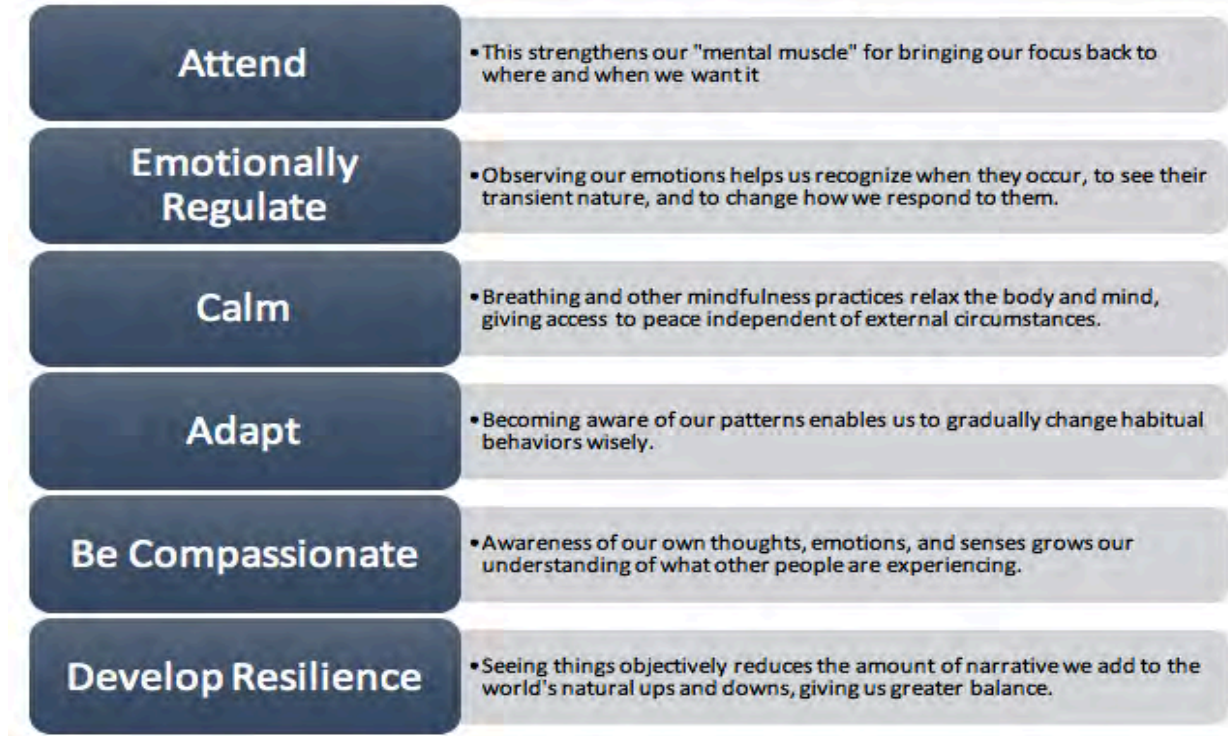 Attend
•This strengthens our "mental muscle" for bringing our focus back to
where and when we want it
Emotionally
Regulate
•Observing our emotions helps us recognize when they occur, to see their
transient nature, and to change how we respond to them.
Calm
•Breathing and other mindfulness practices relax the body and mind,
giving access to peace independent of external circumstances.
Adapt
•Becoming aware of our patterns enables us to gradually change habitual
behaviors wisely.
Be Compassionate
•Awareness of our own thoughts, emotions, and senses grows our
understanding of what other people are experiencing.
Develop Resilience
•Seeing things objectively reduces the amount of narrative we add to the
world's natural ups and downs, giving us greater balance.